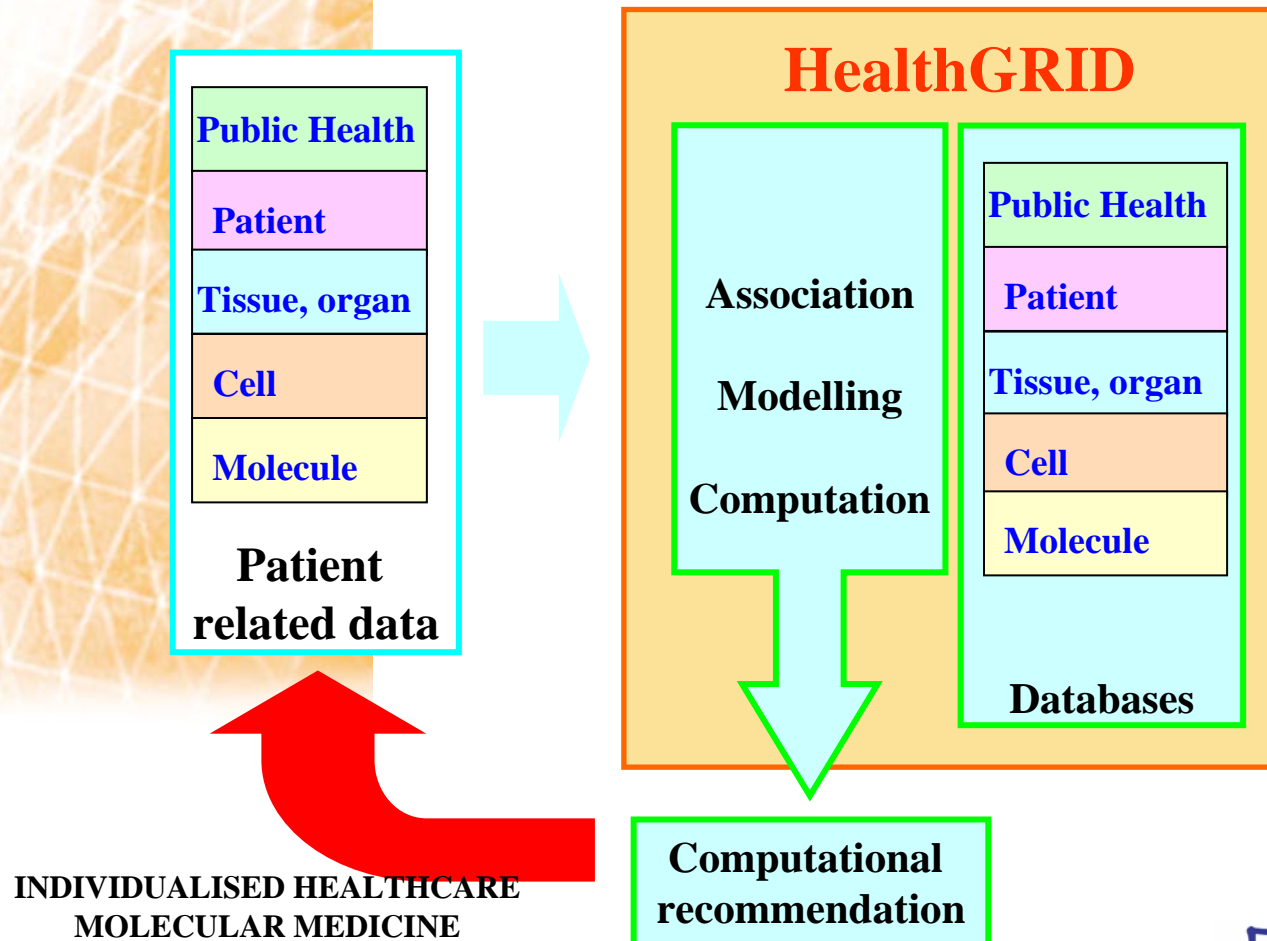 Public Health
Patient
Tissue, organ
Cell
Molecule
Patient
related data
HealthGRID
Association
Modelling
Computation
Public Health
Patient
Tissue, organ
Cell
Molecule
Databases
Computational
recommendation
INDIVIDUALISED HEALTHCARE
MOLECULAR MEDICINE